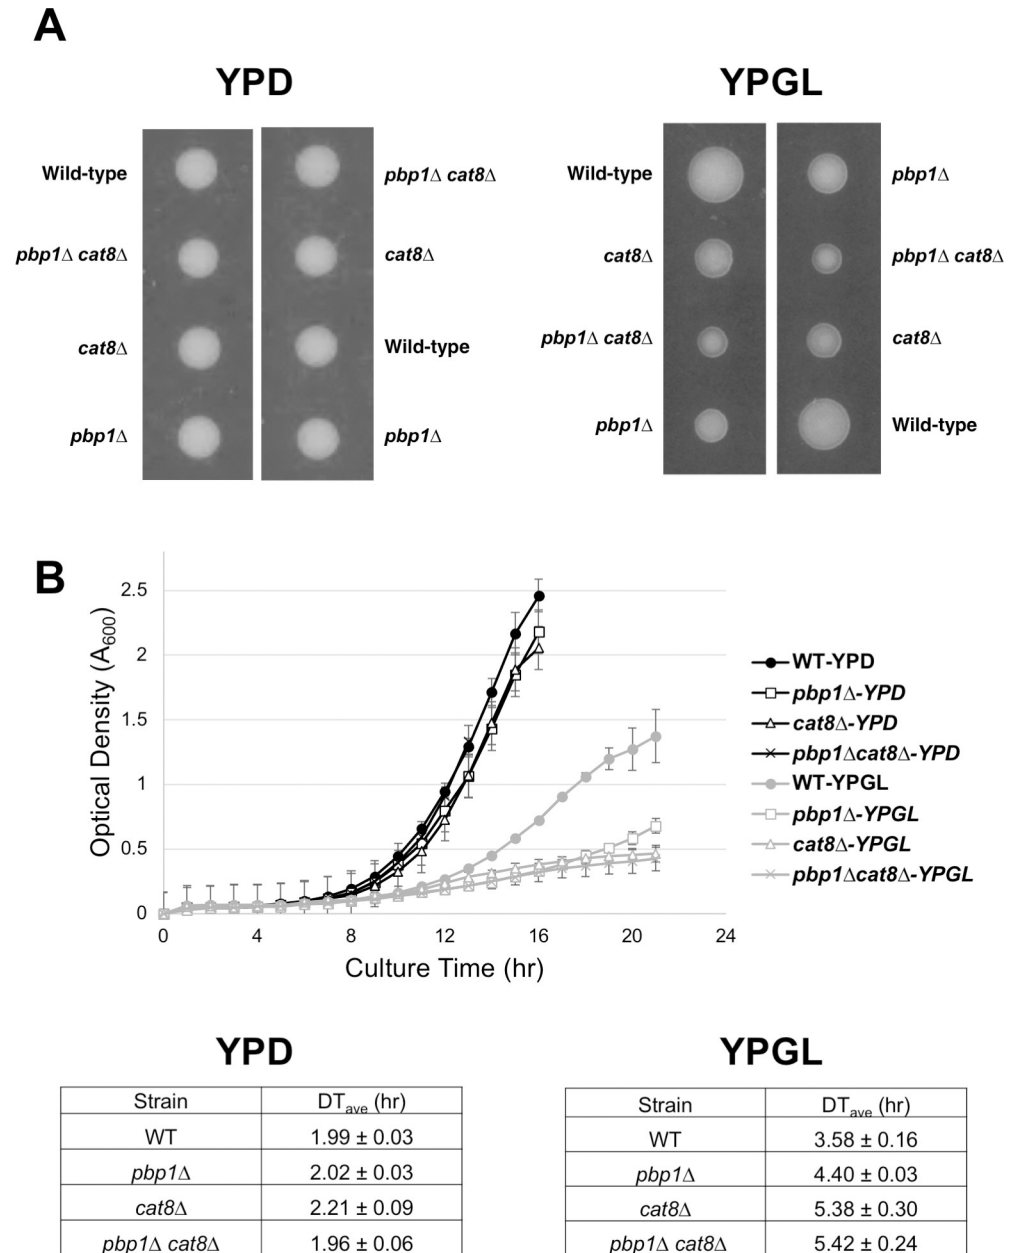 A
YPD
YPGL
Wild-type
pbp1Δ cat8Δ
cat8Δ
pbp1Δ
pbp1Δ cat8Δ
cat8Δ
Wild-type
pbp1Δ
Wild-type
cat8Δ
pbp1Δ cat8Δ
pbp1Δ
pbp1Δ
pbp1Δ cat8Δ
cat8Δ
Wild-type
B
Optical Density (A600)
2.5
2
1.5
1
0.5
0
0 4 8 12 16 20 24
Culture Time (hr)
WT-YPD
pbp1Δ-YPD
cat8Δ-YPD
pbp1Δcat8Δ-YPD
WT-YPGL
pbp1Δ-YPGL
cat8Δ-YPGL
pbp1Δcat8Δ-YPGL
YPD
Strain DTave (hr)
WT 1.99 ± 0.03
pbp1Δ 2.02 ± 0.03
cat8Δ 2.21 ± 0.09
pbp1Δ cat8Δ 1.96 ± 0.06
YPGL
Strain DTave (hr)
WT 3.58 ± 0.16
pbp1Δ 4.40 ± 0.03
cat8Δ 5.38 ± 0.30
pbp1Δ cat8Δ 5.42 ± 0.24